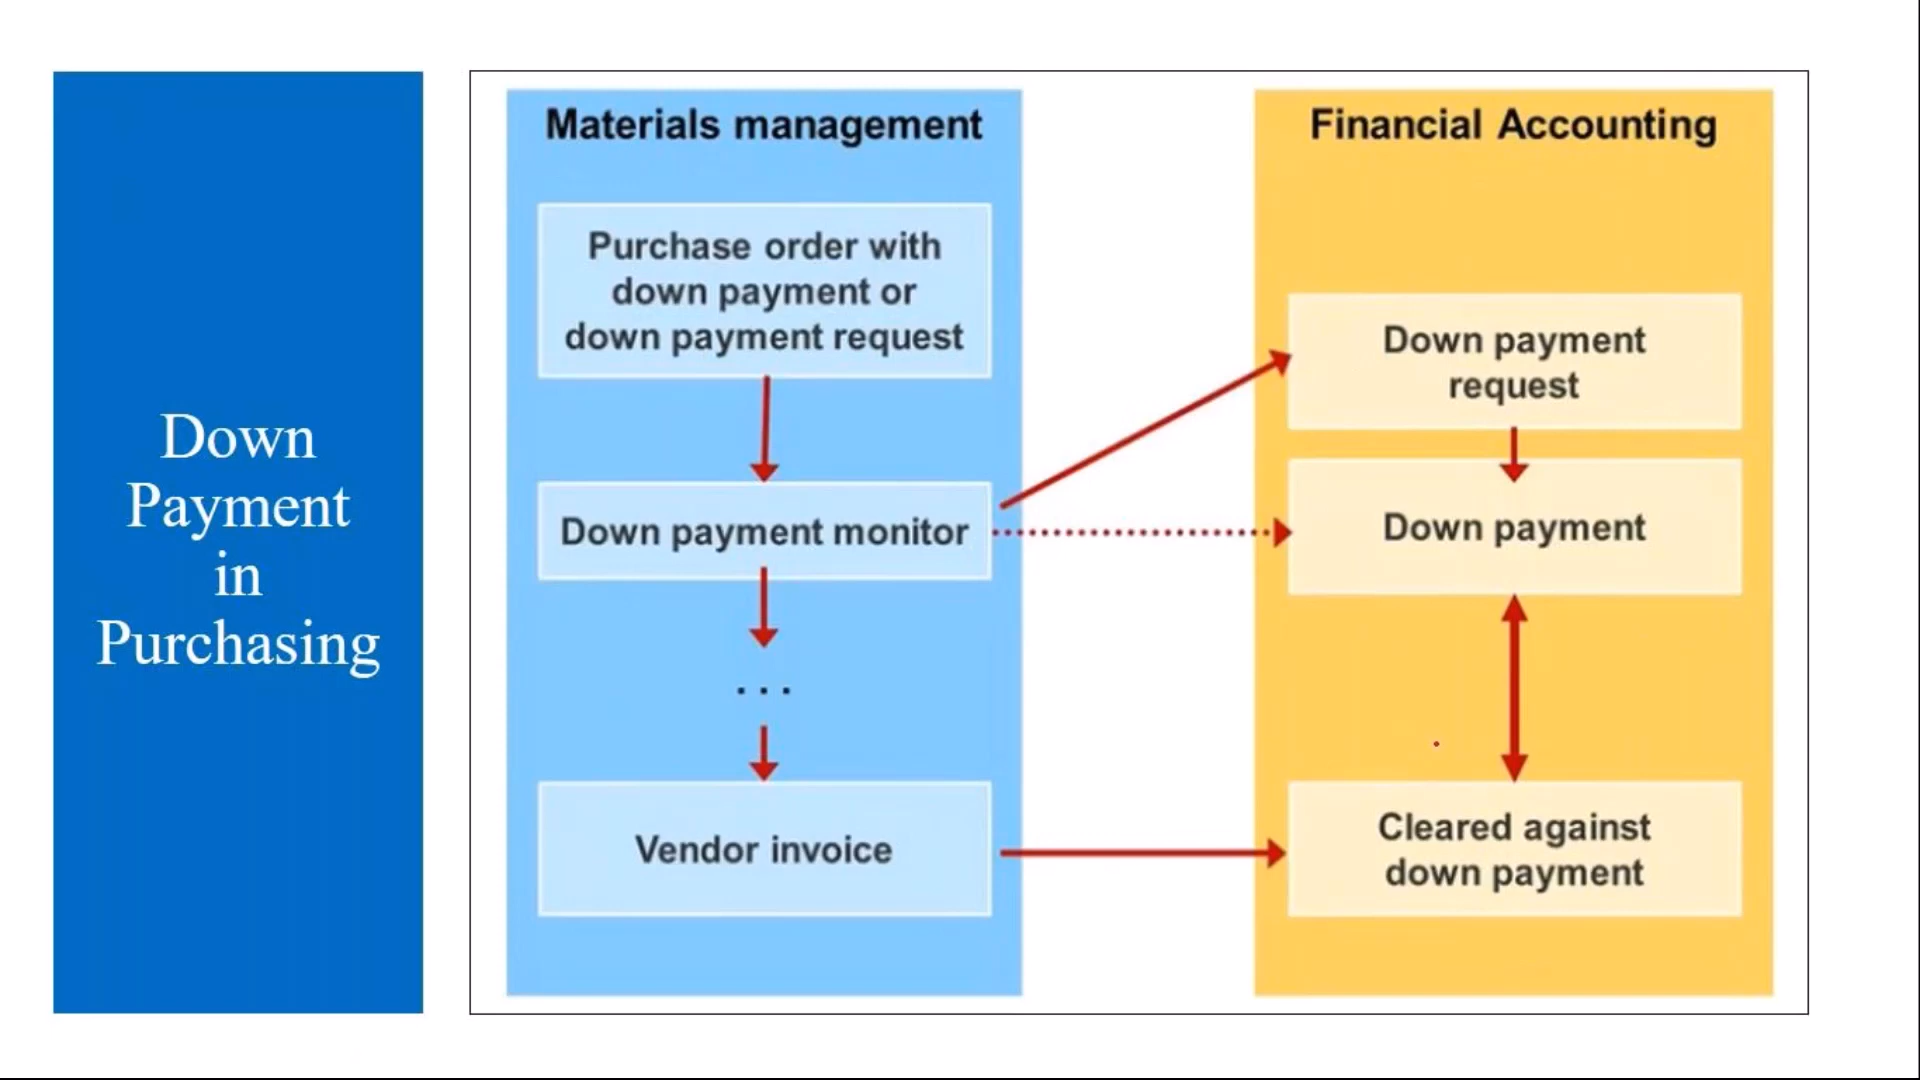 Down
Payment
in
Purchasing
Materials management
Purchase order with
down payment or
down payment request
Down payment monitor
...
Vendor invoice
Financial Accounting
Down payment
request
Down payment
Cleared against
down payment